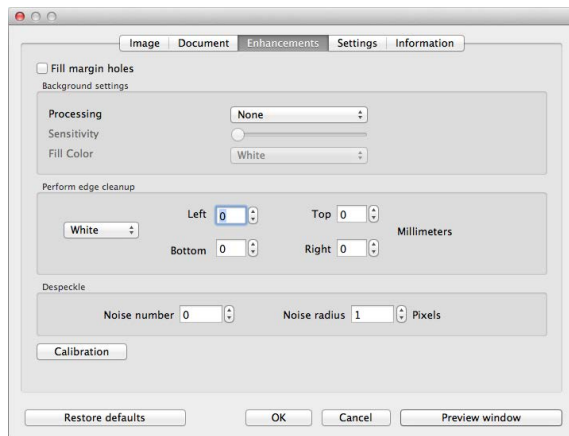 Image Document Enhancements Settings Information
Fill margin holes
Background settings
Processing None
Sensitivity
Fill Color White
Perform edge cleanup
Left 0 Top 0
White Millimeters
Bottom 0 Right 0
Despeckle
Noise number 0 Noise radius 1 Pixels
Calibration
Restore defaults OK Cancel Preview window